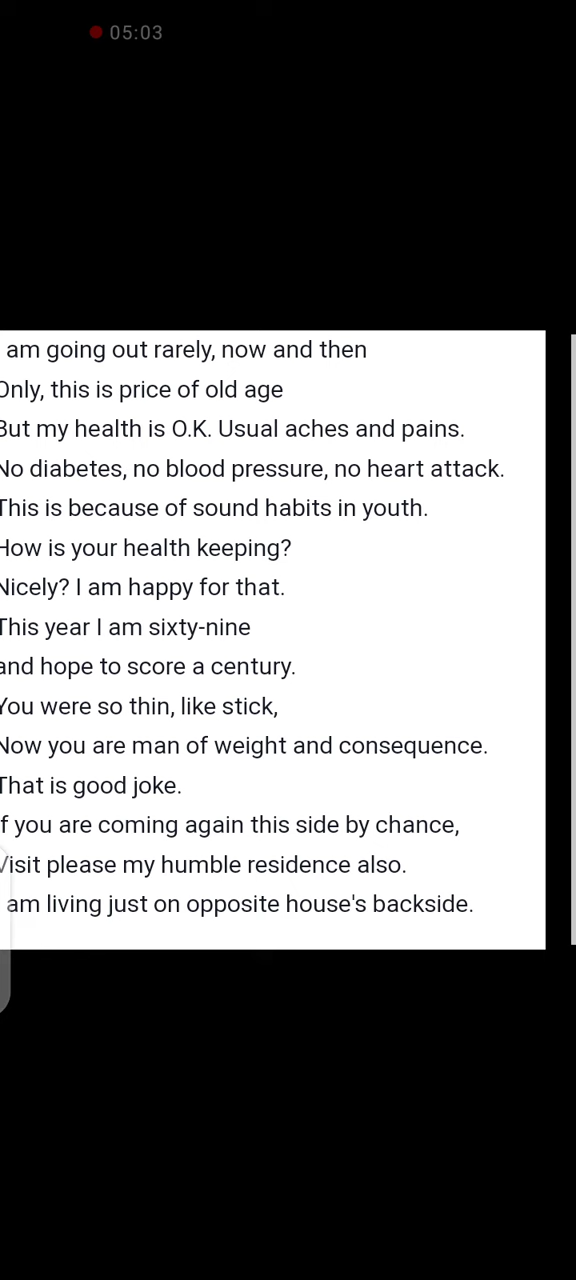 05:03
am going out rarely, now and then
Only, this is price of old age
But my health is O.K. Usual aches and pains.
No diabetes, no blood pressure, no heart attack.
This is because of sound habits in youth.
How is your health keeping?
Nicely? I am happy for that.
This year I am sixty-nine
and hope to score a century.
You were so thin, like stick,
Now you are man of weight and consequence.
That is good joke.
If you are coming again this side by chance,
Visit please my humble residence also.
am living just on opposite house's backside.